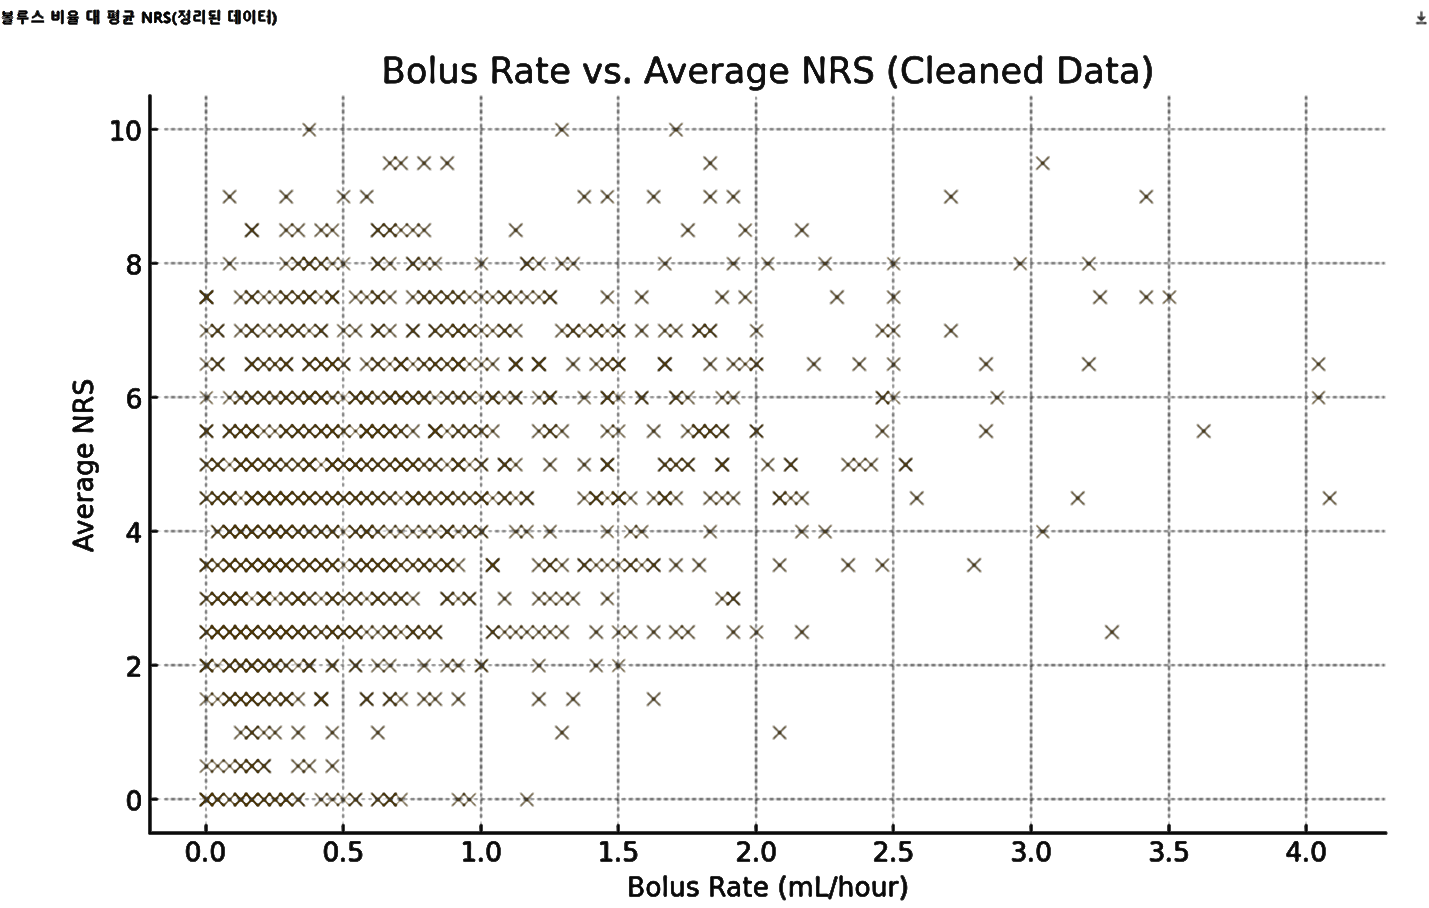 볼루스 비율 대 평균 NRS(정리된 데이터)
Bolus Rate vs. Average NRS (Cleaned Data)
10
8
6
4
2
0
Average NRS
0.0 0.5 1.0 1.5 2.0 2.5 3.0 3.5 4.0
Bolus Rate (mL/hour)